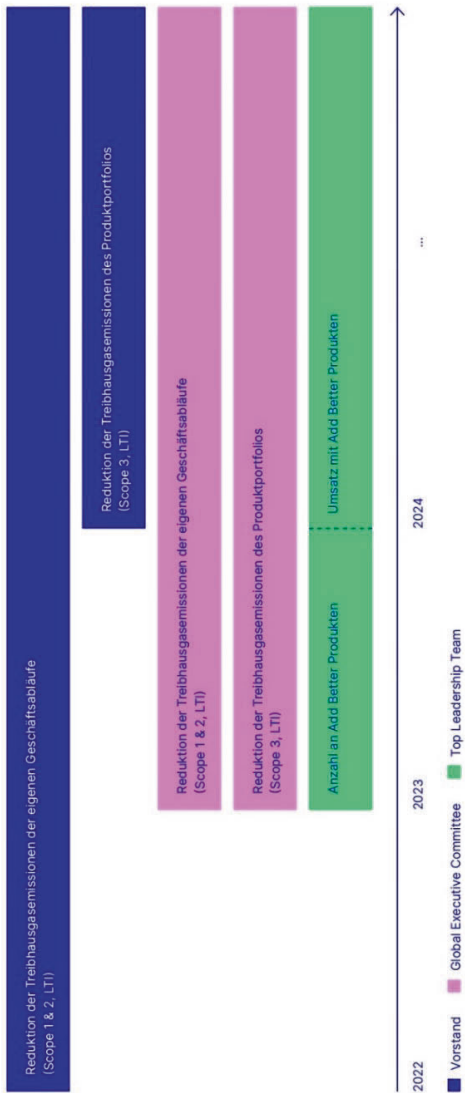 Reduktion der Treibhausgasemissionen der eigenen Geschäftsabläufe
(Scope 1 & 2, LTI)
Reduktion der Treibhausgasemissionen des Produktportfolios
(Scope 3, LTI)
Reduktion der Treibhausgasemissionen der eigenen Geschäftsabläufe
(Scope 1 & 2, LTI)
Reduktion der Treibhausgasemissionen des Produktportfolios
(Scope 3, LTI)
Anzahl an Add Better Produkten
Umsatz mit Add Better Produkten
2022
2023
2024
...
Vorstand
Global Executive Committee
Top Leadership Team